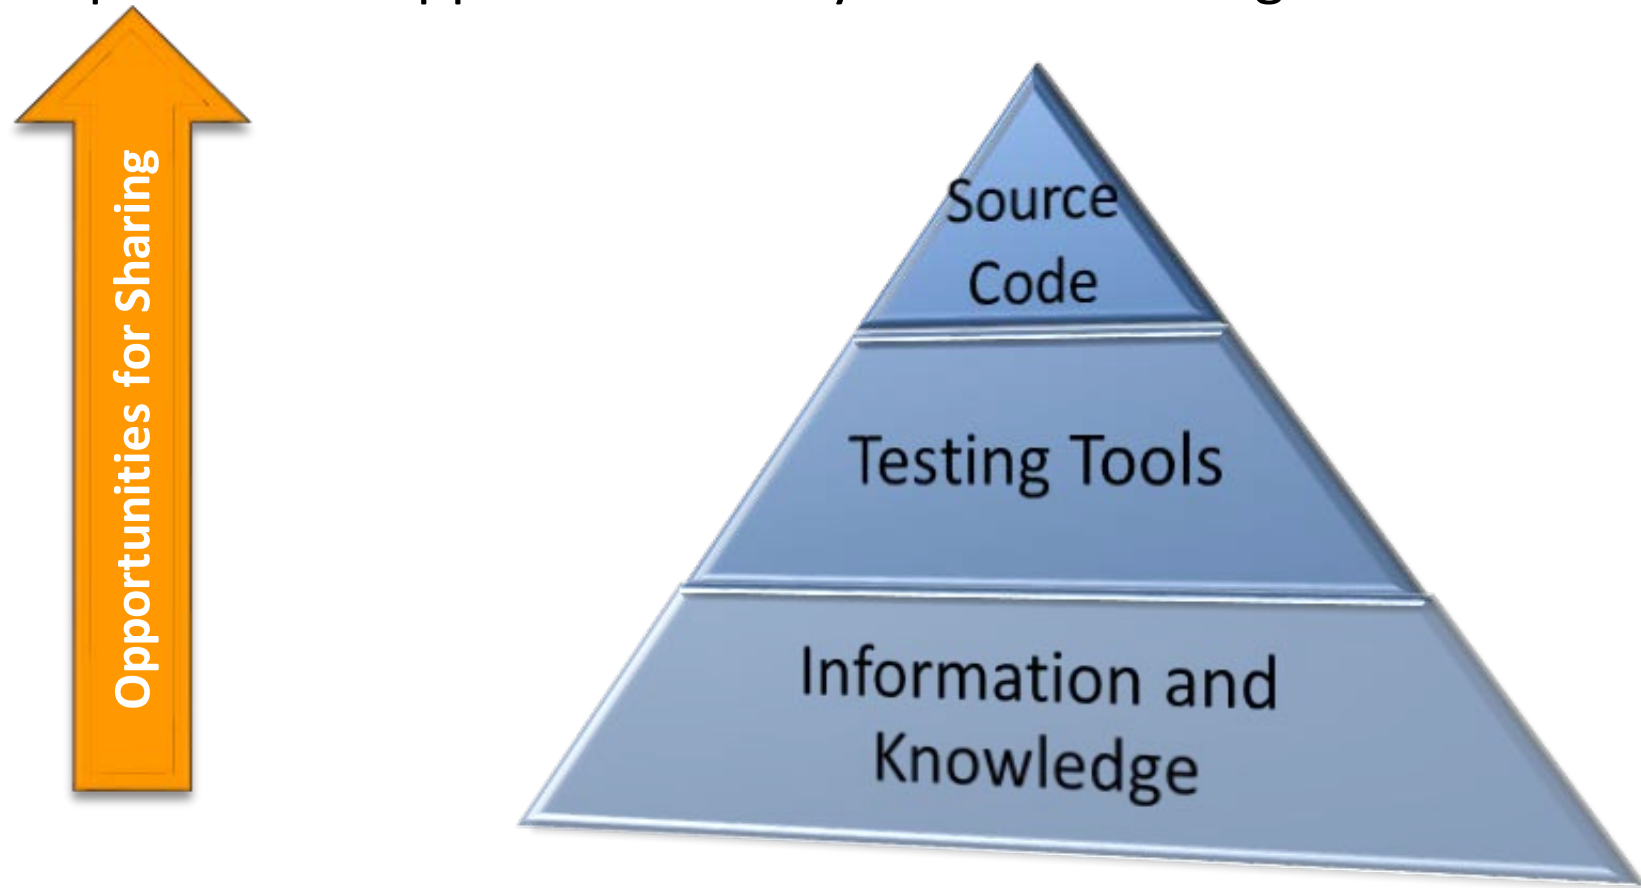 Opportunities for Sharing
Source
Code
Testing Tools
Information and
Knowledge